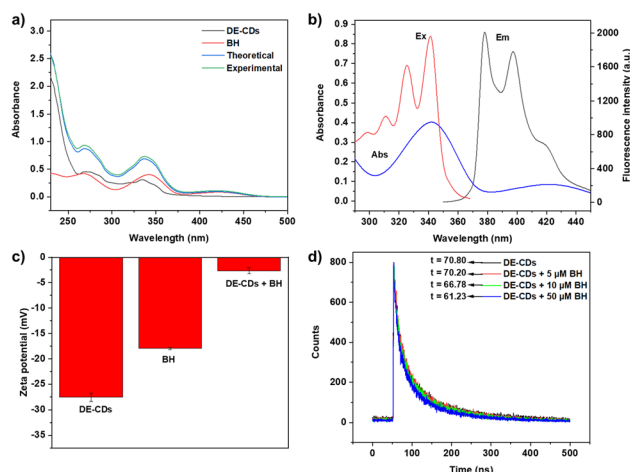 a)
DE-CDs
BH
Theoretical
Experimental
3.0
2.5
2.0
1.5
1.0
0.5
0.0
250
300
350
400
450
500
Absorbance
Wavelength (nm)
b)
Ex
Em
Abs
0.9
0.8
0.7
0.6
0.5
0.4
0.3
0.2
0.1
0.0
2000
1800
1600
1400
1200
1000
800
600
400
200
0
300
320
340
360
380
400
420
440
Absorbance
Fluorescence intensity (a.u.)
Wavelength (nm)
c)
0
-5
-10
-15
-20
-25
-30
-35
Zeta potential (mV)
DE-CDs
BH
DE-CDs + BH
d)
t = 70.80 DE-CDs
t = 70.20 DE-CDs + 5 µM BH
t = 66.78 DE-CDs + 10 µM BH
t = 61.23 DE-CDs + 50 µM BH
800
600
400
200
0
0
100
200
300
400
500
Counts
Time (ns)